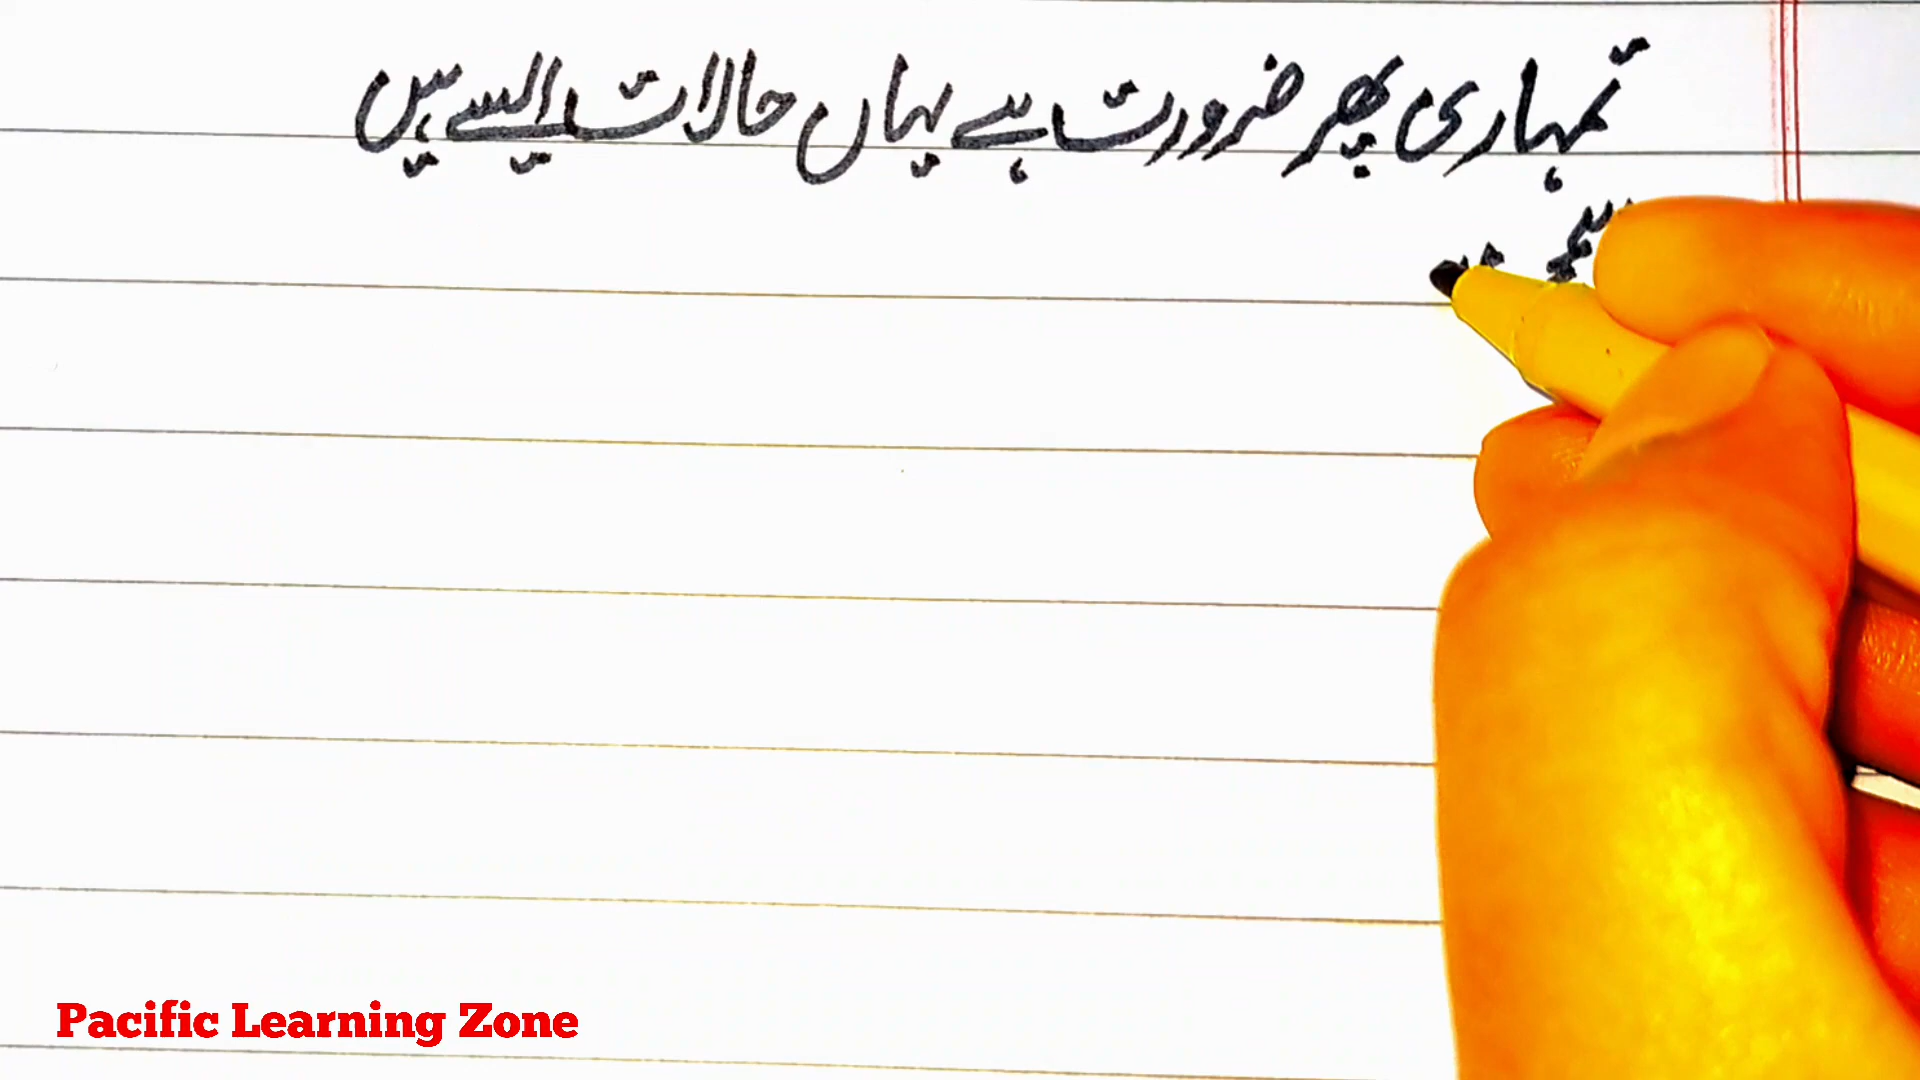 تمہاری پھر ضرورت ہے یہاں حالات ایسے ہیں
Pacific Learning Zone